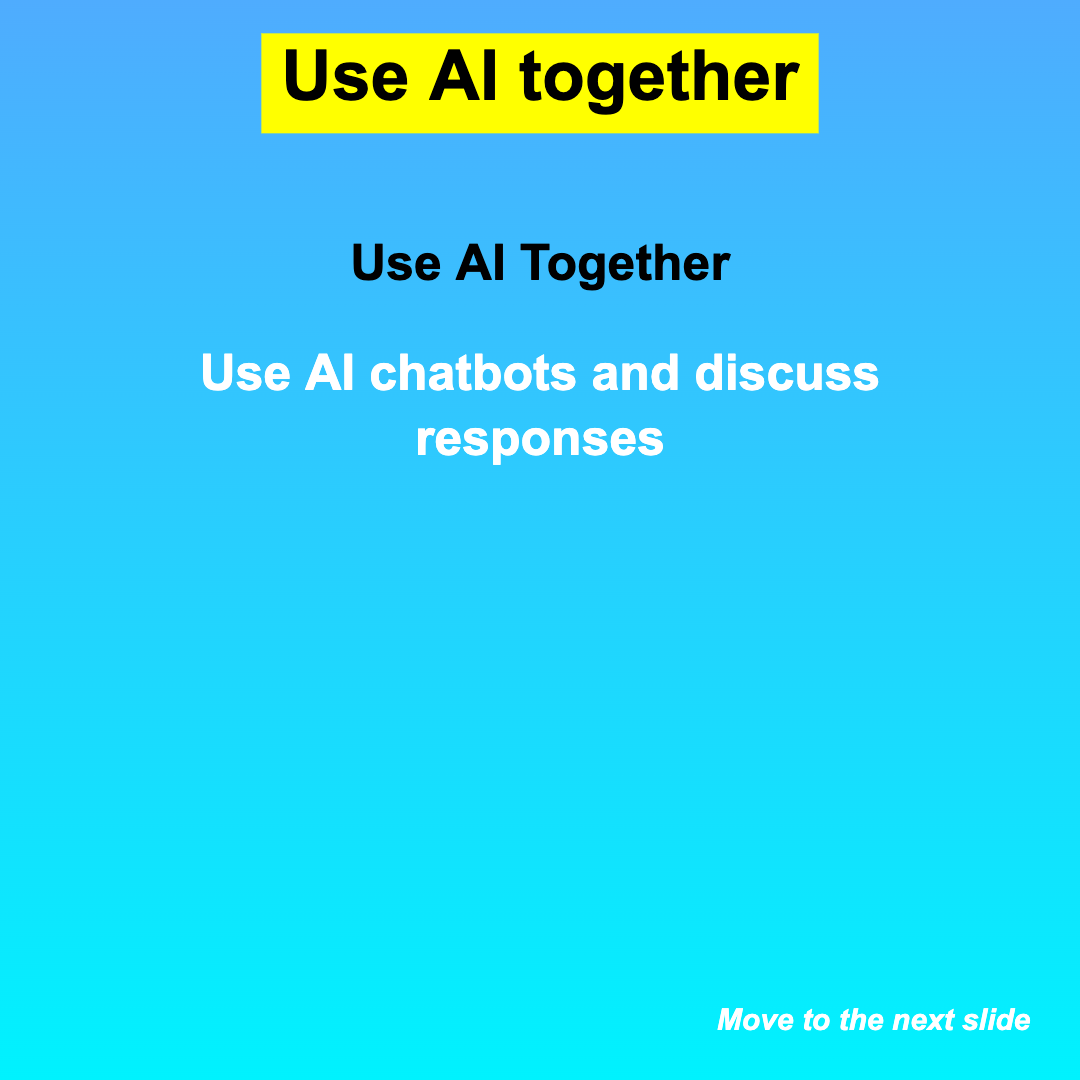 Use AI together
Use AI Together
Use AI chatbots and discuss
responses
Move to the next slide